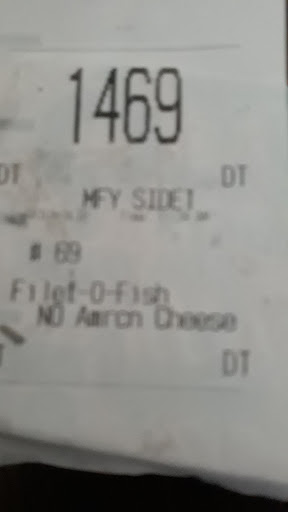 1469
DT DT
MFY SIDE1
# 69
Filet-O-Fish
NO Amrcn Cheese
DT